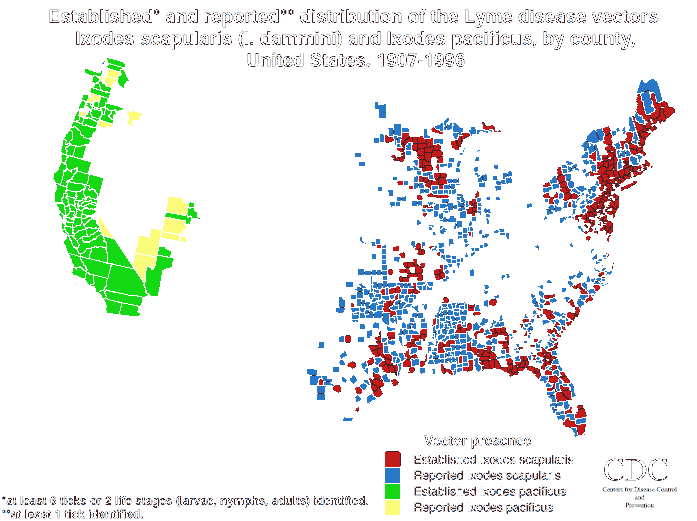 Established* and reported** distribution of the Lyme disease vectors
Ixodes scapularis (I. dammini) and Ixodes pacificus, by county,
United States, 1907-1996
Vector presence
Established Ixodes scapularis
Reported Ixodes scapularis
Established Ixodes pacificus
Reported Ixodes pacificus
CDC
Centers for Disease Control
and
Prevention
*at least 6 ticks or 2 life stages (larvae, nymphs, adults) identified.
**at least 1 tick identified.